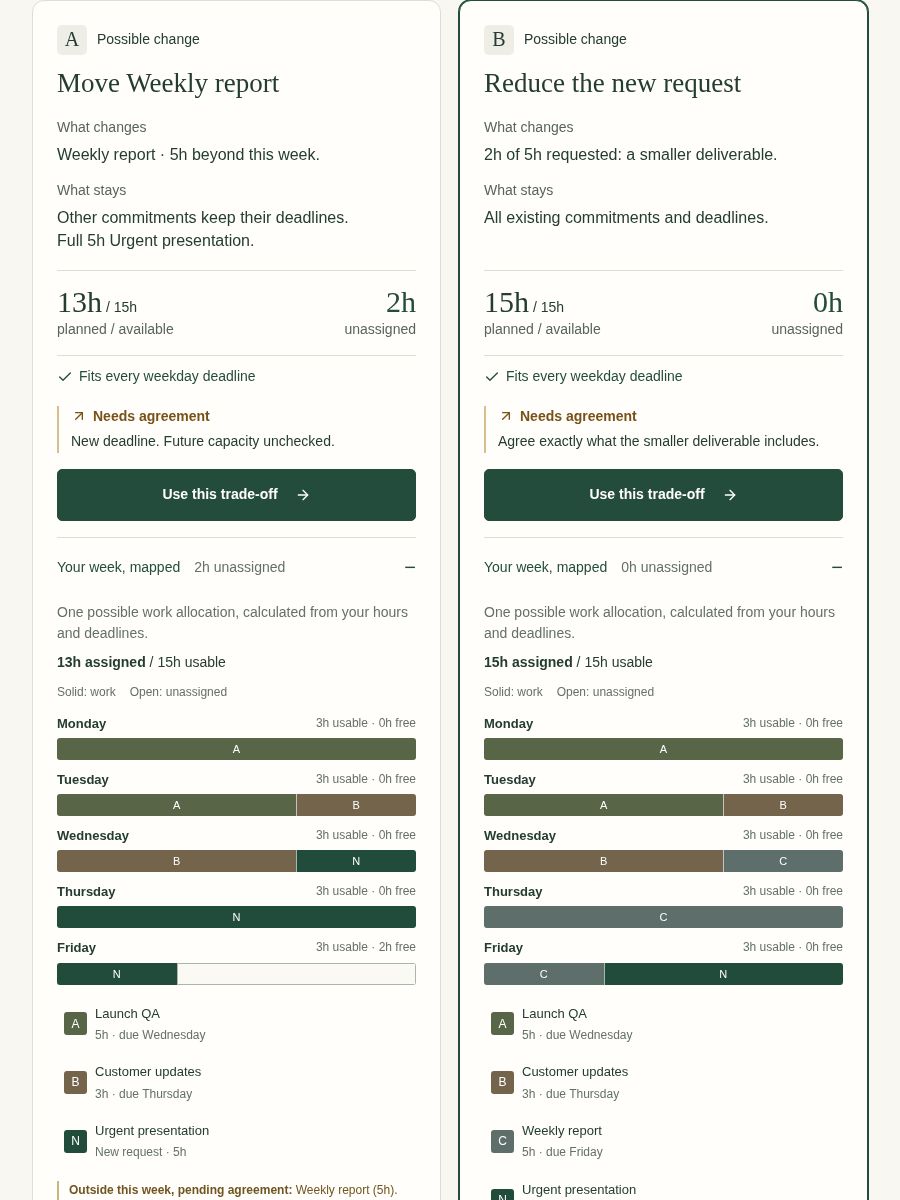 A Possible change
Move Weekly report
What changes
Weekly report · 5h beyond this week.
What stays
Other commitments keep their deadlines.
Full 5h Urgent presentation.
13h / 15h
planned / available
2h
unassigned
Fits every weekday deadline
Needs agreement
New deadline. Future capacity unchecked.
Use this trade-off
Your week, mapped 2h unassigned
One possible work allocation, calculated from your hours
and deadlines.
13h assigned / 15h usable
Solid: work Open: unassigned
Monday 3h usable · 0h free
A
Tuesday 3h usable · 0h free
A B
Wednesday 3h usable · 0h free
B N
Thursday 3h usable · 0h free
N
Friday 3h usable · 2h free
N
A Launch QA
5h · due Wednesday
B Customer updates
3h · due Thursday
N Urgent presentation
New request · 5h
Outside this week, pending agreement: Weekly report (5h).
B Possible change
Reduce the new request
What changes
2h of 5h requested: a smaller deliverable.
What stays
All existing commitments and deadlines.
15h / 15h
planned / available
0h
unassigned
Fits every weekday deadline
Needs agreement
Agree exactly what the smaller deliverable includes.
Use this trade-off
Your week, mapped 0h unassigned
One possible work allocation, calculated from your hours
and deadlines.
15h assigned / 15h usable
Solid: work Open: unassigned
Monday 3h usable · 0h free
A
Tuesday 3h usable · 0h free
A B
Wednesday 3h usable · 0h free
B C
Thursday 3h usable · 0h free
C
Friday 3h usable · 0h free
C N
A Launch QA
5h · due Wednesday
B Customer updates
3h · due Thursday
C Weekly report
5h · due Friday
N Urgent presentation